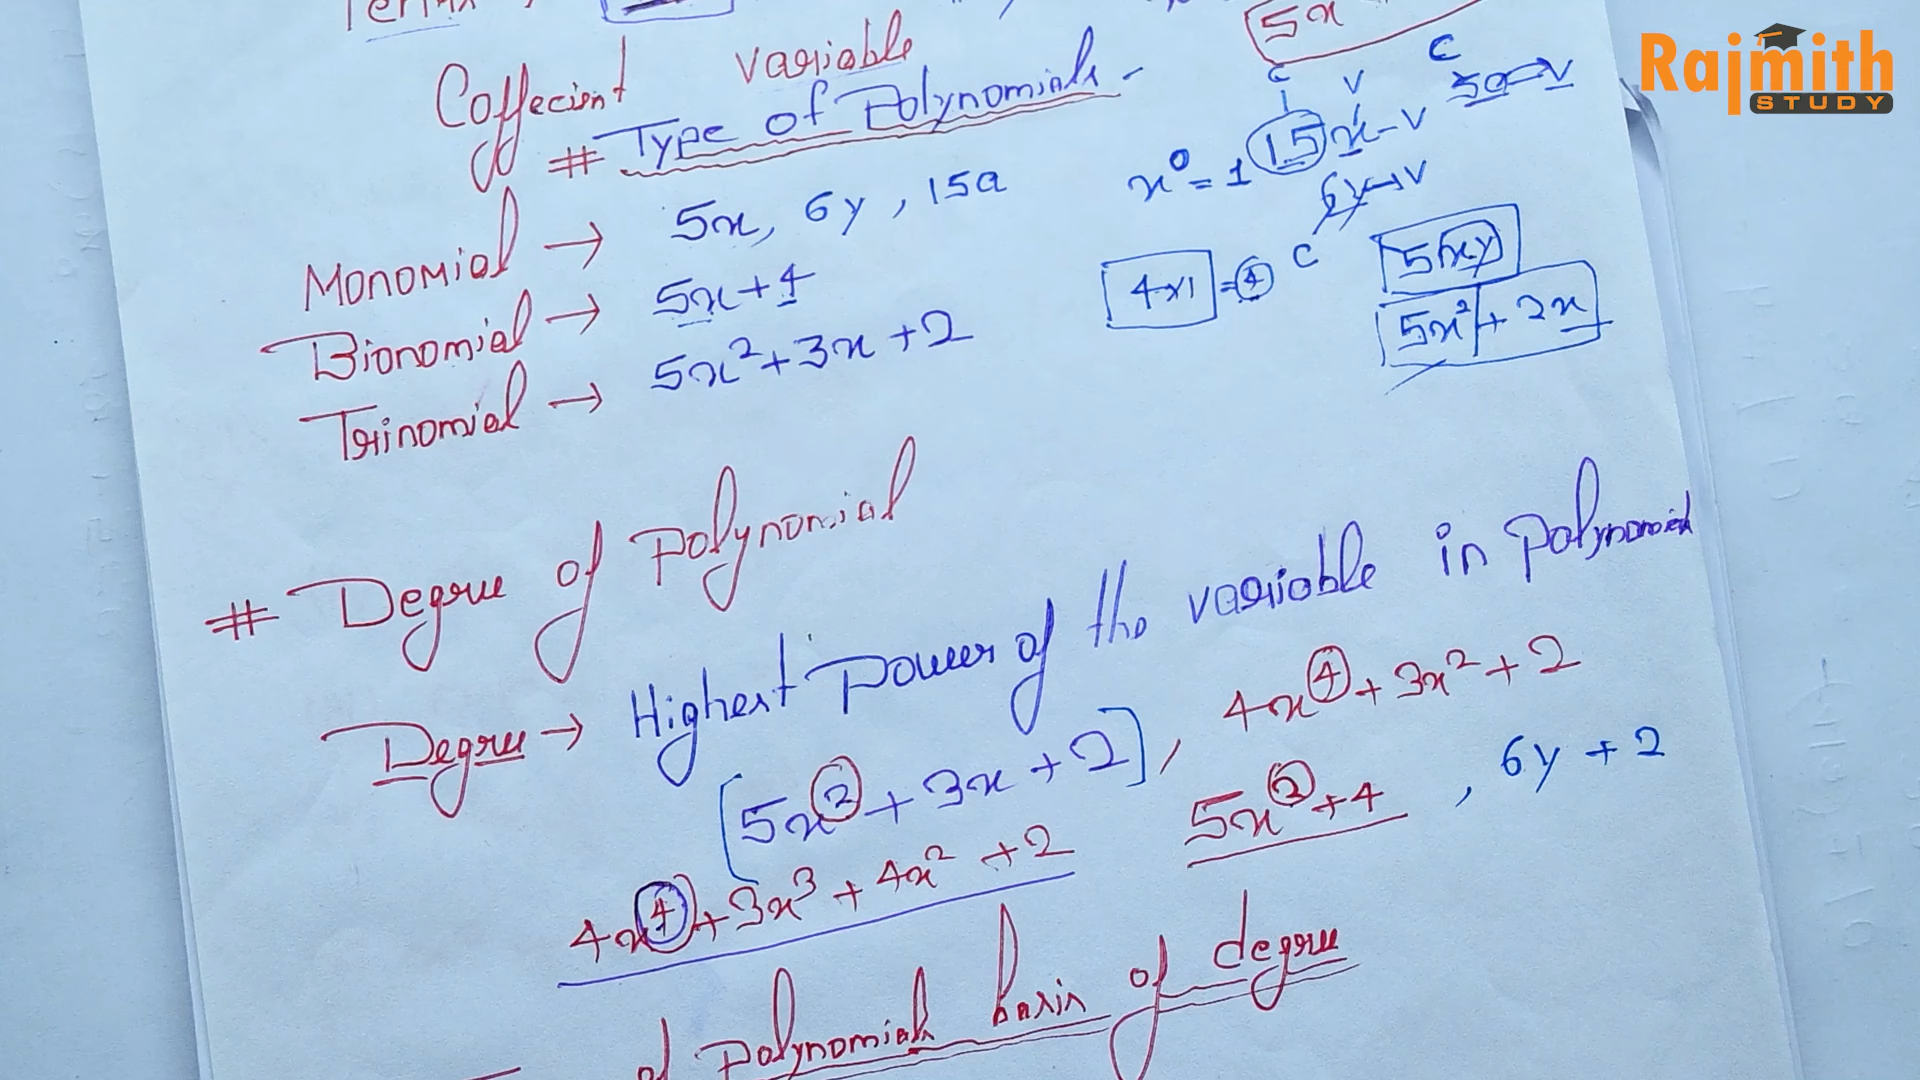 5x
Coffecient variable
# Type of Polynomials -
C V C
15 x - V 5a → V
x⁰ = 1
6y → V
C
Monomial → 5x, 6y, 15a
4×1 = 4
5xy
Bionomial → 5x + 4
5x² + 2x
Trinomial → 5x² + 3x + 2
# Degree of Polynomial
Degree → Highest Power of the variable in Polynomial
[5x² + 3x + 2], 4x⁴ + 3x² + 2
4x⁴ + 3x³ + 4x² + 2 5x² + 4, 6y + 2
of Polynomial basis of degree
Rajmith
STUDY